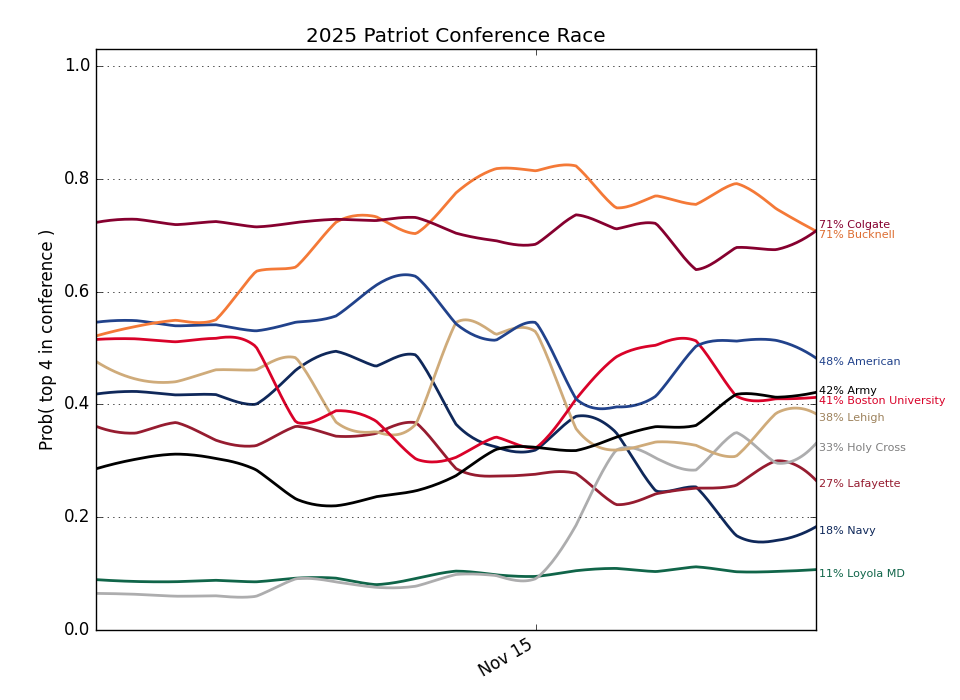 2025 Patriot Conference Race
Prob( top 4 in conference )
1.0
0.8
0.6
0.4
0.2
0.0
Nov 15
71% Colgate
71% Bucknell
48% American
42% Army
41% Boston University
38% Lehigh
33% Holy Cross
27% Lafayette
18% Navy
11% Loyola MD